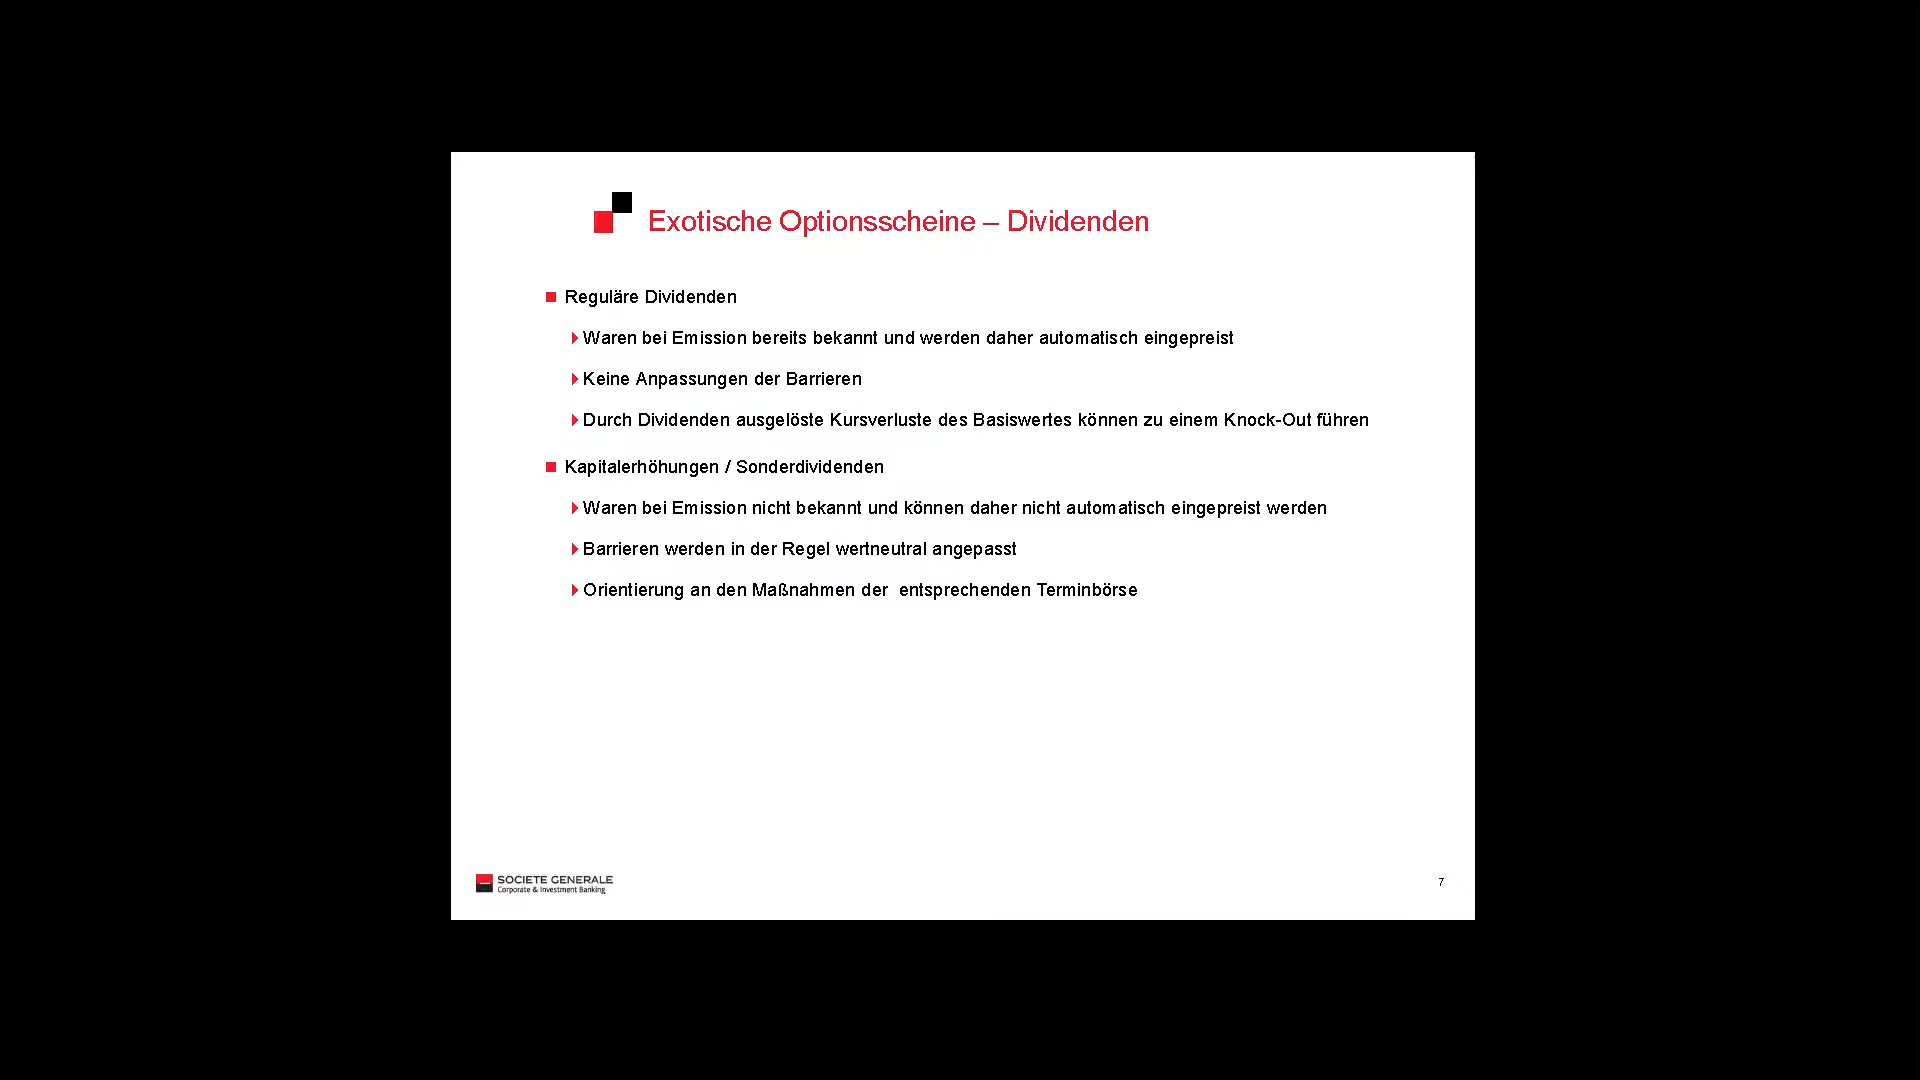 Exotische Optionsscheine – Dividenden
Reguläre Dividenden
Waren bei Emission bereits bekannt und werden daher automatisch eingepreist
Keine Anpassungen der Barrieren
Durch Dividenden ausgelöste Kursverluste des Basiswertes können zu einem Knock-Out führen
Kapitalerhöhungen / Sonderdividenden
Waren bei Emission nicht bekannt und können daher nicht automatisch eingepreist werden
Barrieren werden in der Regel wertneutral angepasst
Orientierung an den Maßnahmen der  entsprechenden Terminbörse
SOCIETE GENERALE
Corporate & Investment Banking
7